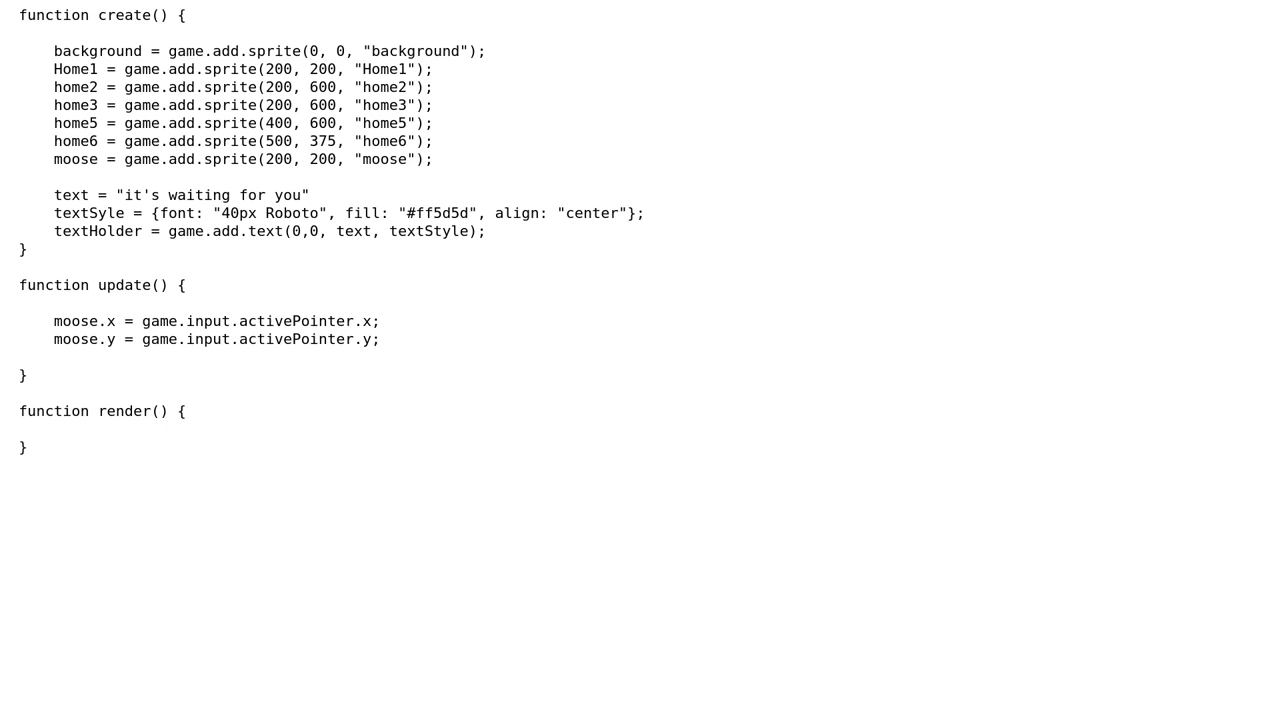 function create() {
background = game.add.sprite(0, 0, "background");
Home1 = game.add.sprite(200, 200, "Home1");
home2 = game.add.sprite(200, 600, "home2");
home3 = game.add.sprite(200, 600, "home3");
home5 = game.add.sprite(400, 600, "home5");
home6 = game.add.sprite(500, 375, "home6");
moose = game.add.sprite(200, 200, "moose");
text = "it's waiting for you"
textSyle = {font: "40px Roboto", fill: "#ff5d5d", align: "center"};
textHolder = game.add.text(0,0, text, textStyle);
}
function update() {
moose.x = game.input.activePointer.x;
moose.y = game.input.activePointer.y;
}
function render() {
}